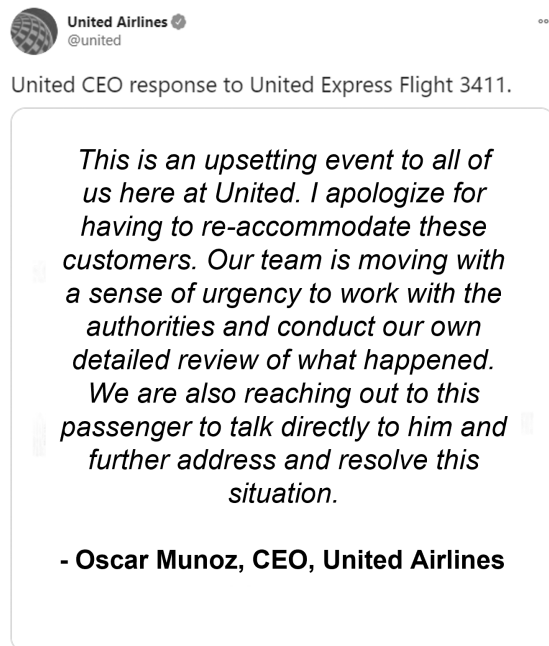 United Airlines
@united
United CEO response to United Express Flight 3411.
This is an upsetting event to all of
us here at United. I apologize for
having to re-accommodate these
customers. Our team is moving with
a sense of urgency to work with the
authorities and conduct our own
detailed review of what happened.
We are also reaching out to this
passenger to talk directly to him and
further address and resolve this
situation.
- Oscar Munoz, CEO, United Airlines